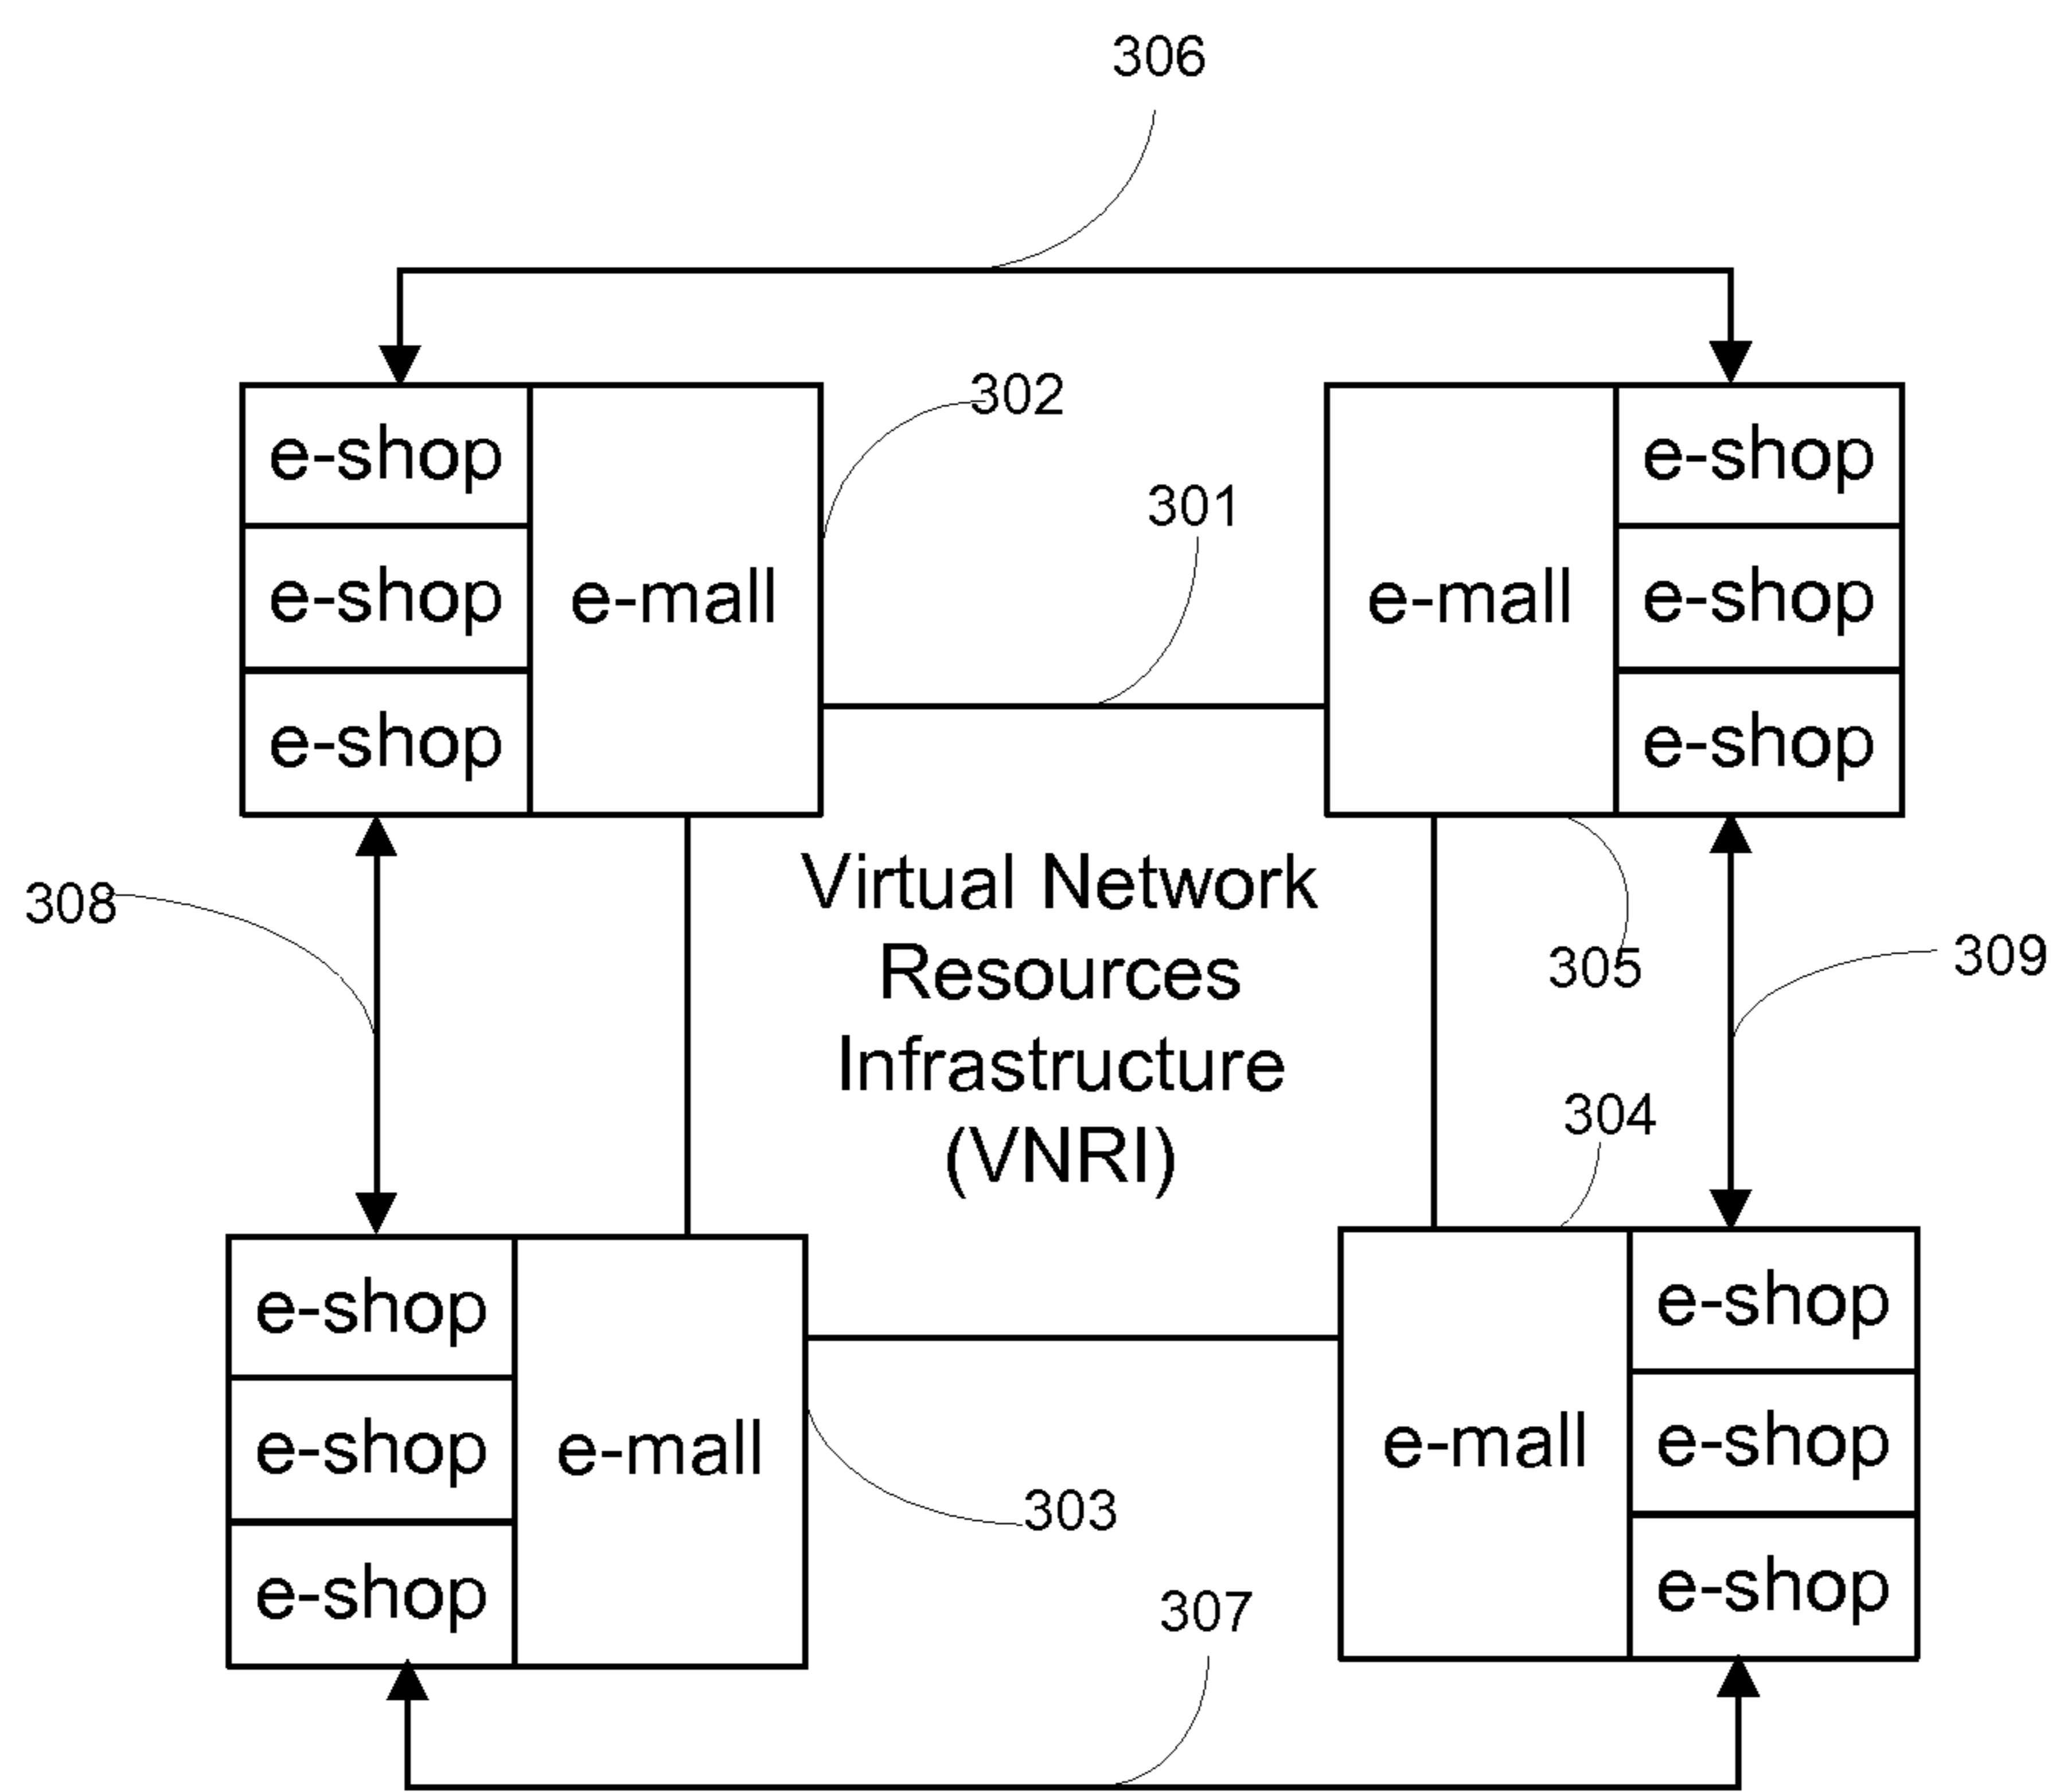 306
302
e-shop
e-shop
e-shop
e-mall
301
e-mall
e-shop
e-shop
e-shop
Virtual Network
Resources
Infrastructure
(VNRI)
308
305
309
304
e-shop
e-shop
e-shop
e-mall
303
e-mall
e-shop
e-shop
e-shop
307